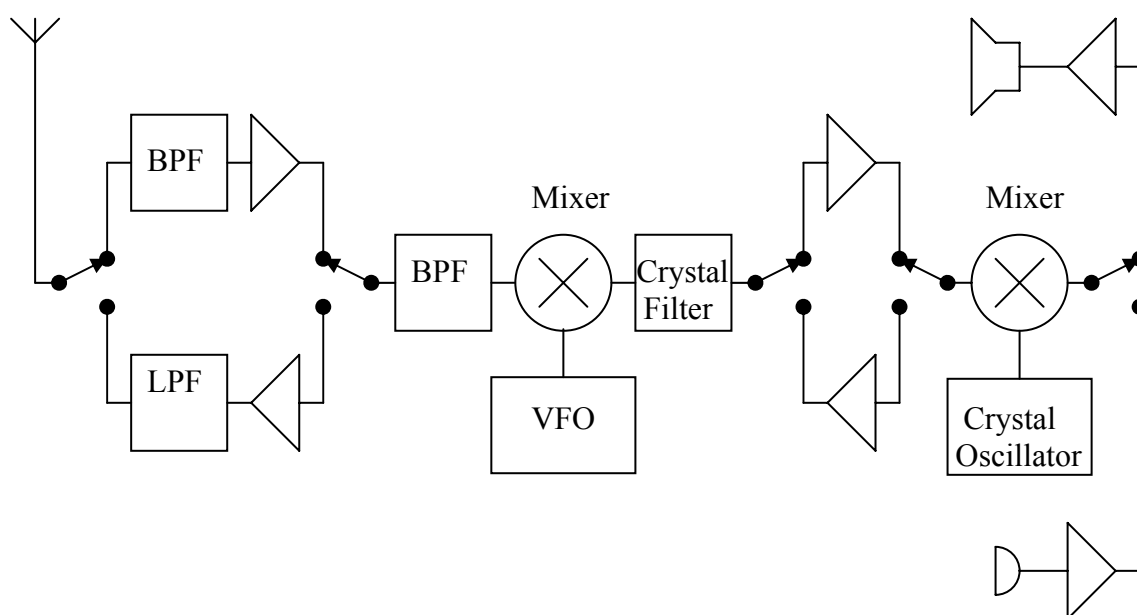 BPF
Mixer
Mixer
BPF
Crystal
Filter
LPF
VFO
Crystal
Oscillator